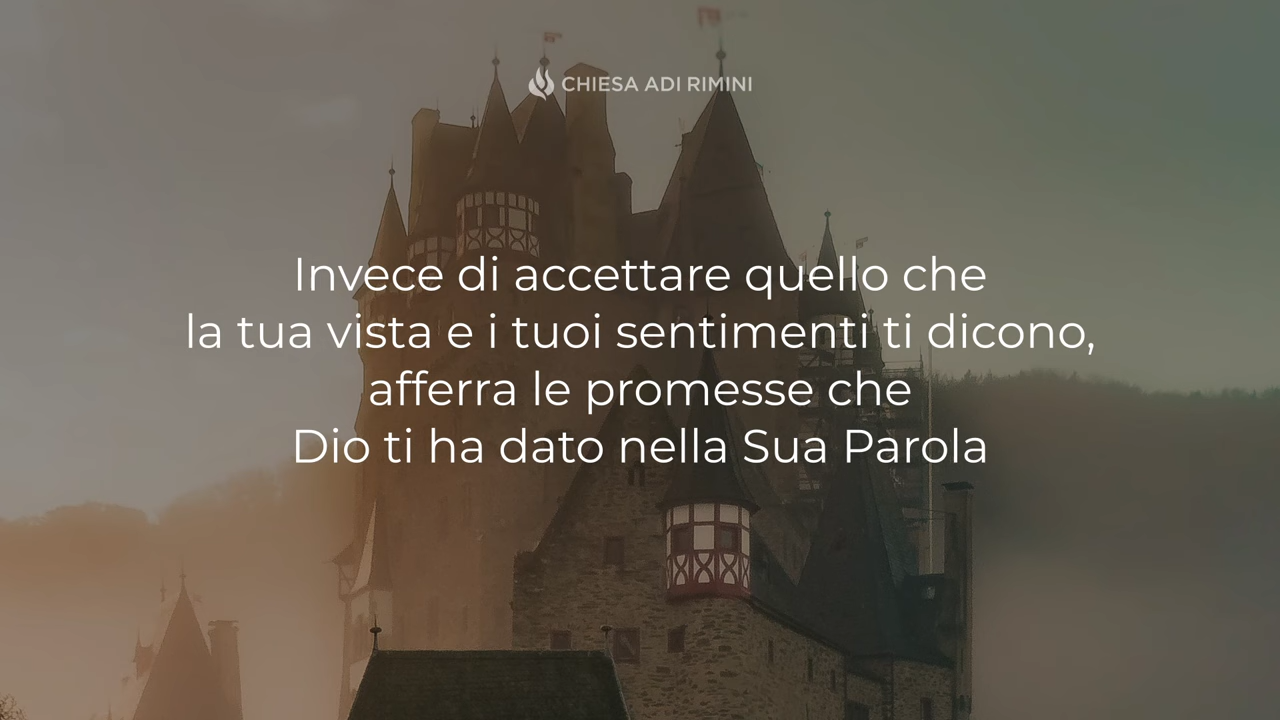 CHIESA ADI RIMINI
Invece di accettare quello che
la tua vista e i tuoi sentimenti ti dicono,
afferra le promesse che
Dio ti ha dato nella Sua Parola